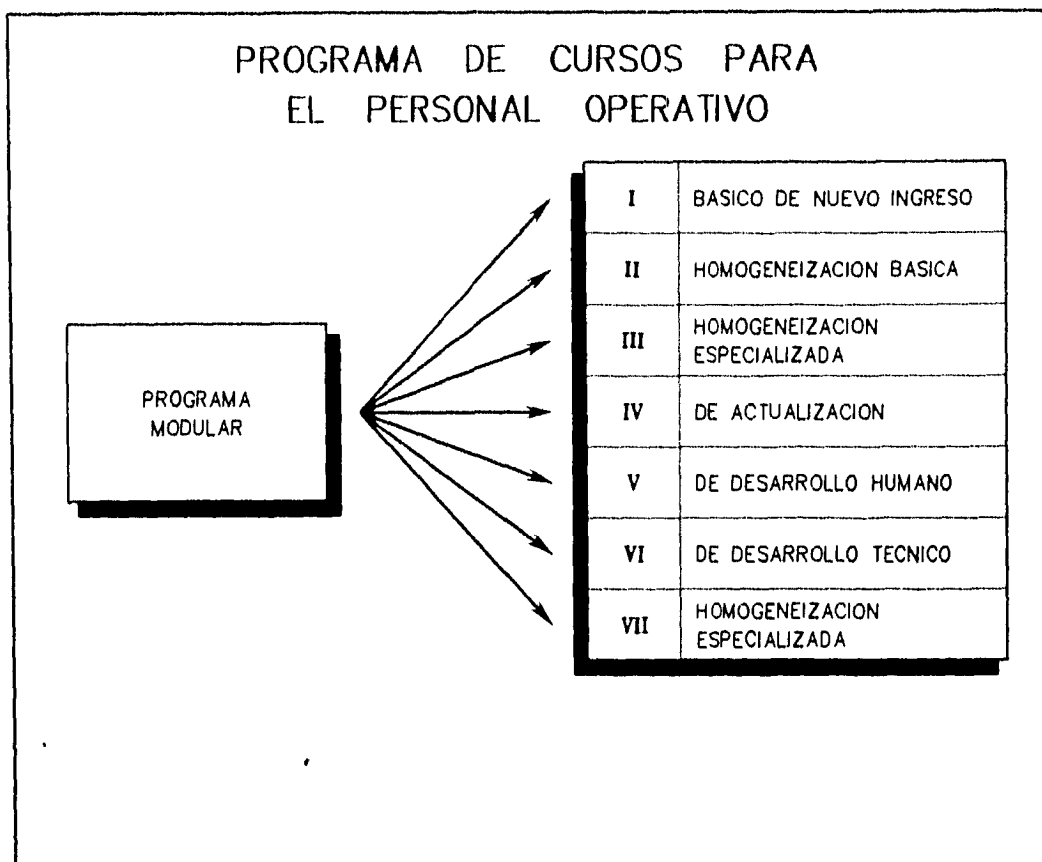 PROGRAMA DE CURSOS PARA
EL PERSONAL OPERATIVO
PROGRAMA
MODULAR
I BASICO DE NUEVO INGRESO
II HOMOGENEIZACION BASICA
III HOMOGENEIZACION
ESPECIALIZADA
IV DE ACTUALIZACION
V DE DESARROLLO HUMANO
VI DE DESARROLLO TECNICO
VII HOMOGENEIZACION
ESPECIALIZADA